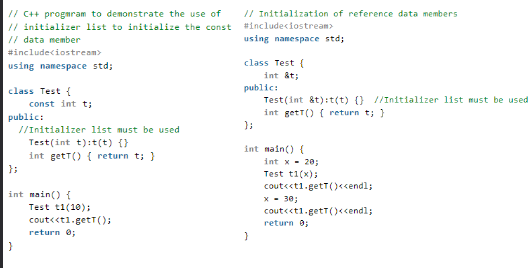 // C++ progmram to demonstrate the use of
// initializer list to initialize the const
// data member
#include<iostream>
using namespace std;

class Test {
    const int t;
public:
  //Initializer list must be used
    Test(int t):t(t) {}
    int getT() { return t; }
};

int main() {
    Test t1(10);
    cout<<t1.getT();
    return 0;
}

// Initialization of reference data members
#include<iostream>
using namespace std;

class Test {
    int &t;
public:
    Test(int &t):t(t) {}  //Initializer list must be used
    int getT() { return t; }
};

int main() {
    int x = 20;
    Test t1(x);
    cout<<t1.getT()<<endl;
    x = 30;
    cout<<t1.getT()<<endl;
    return 0;
}